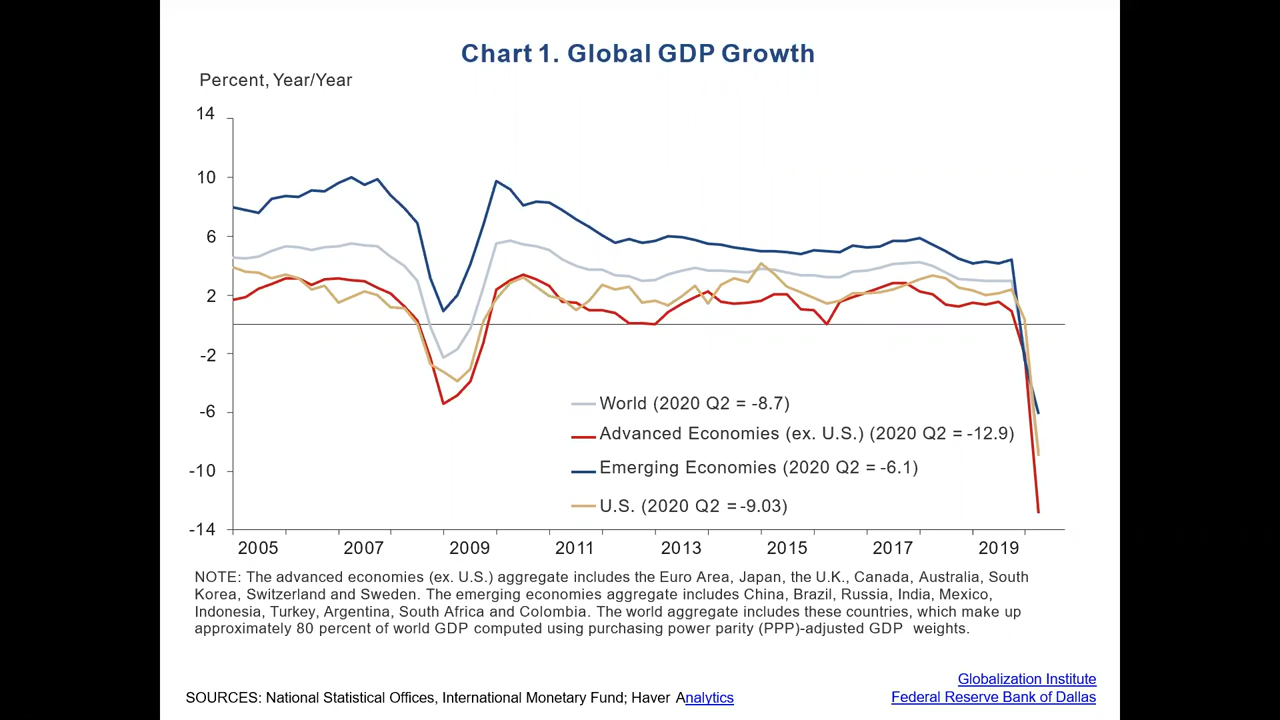 Chart 1. Global GDP Growth
Percent, Year/Year
14
10
6
2
-2
-6
-10
-14
World (2020 Q2 = -8.7)
Advanced Economies (ex. U.S.) (2020 Q2 = -12.9)
Emerging Economies (2020 Q2 = -6.1)
U.S. (2020 Q2 = -9.03)
2005 2007 2009 2011 2013 2015 2017 2019
NOTE: The advanced economies (ex. U.S.) aggregate includes the Euro Area, Japan, the U.K., Canada, Australia, South
Korea, Switzerland and Sweden. The emerging economies aggregate includes China, Brazil, Russia, India, Mexico,
Indonesia, Turkey, Argentina, South Africa and Colombia. The world aggregate includes these countries, which make up
approximately 80 percent of world GDP computed using purchasing power parity (PPP)-adjusted GDP weights.
Globalization Institute
SOURCES: National Statistical Offices, International Monetary Fund; Haver Analytics
Federal Reserve Bank of Dallas